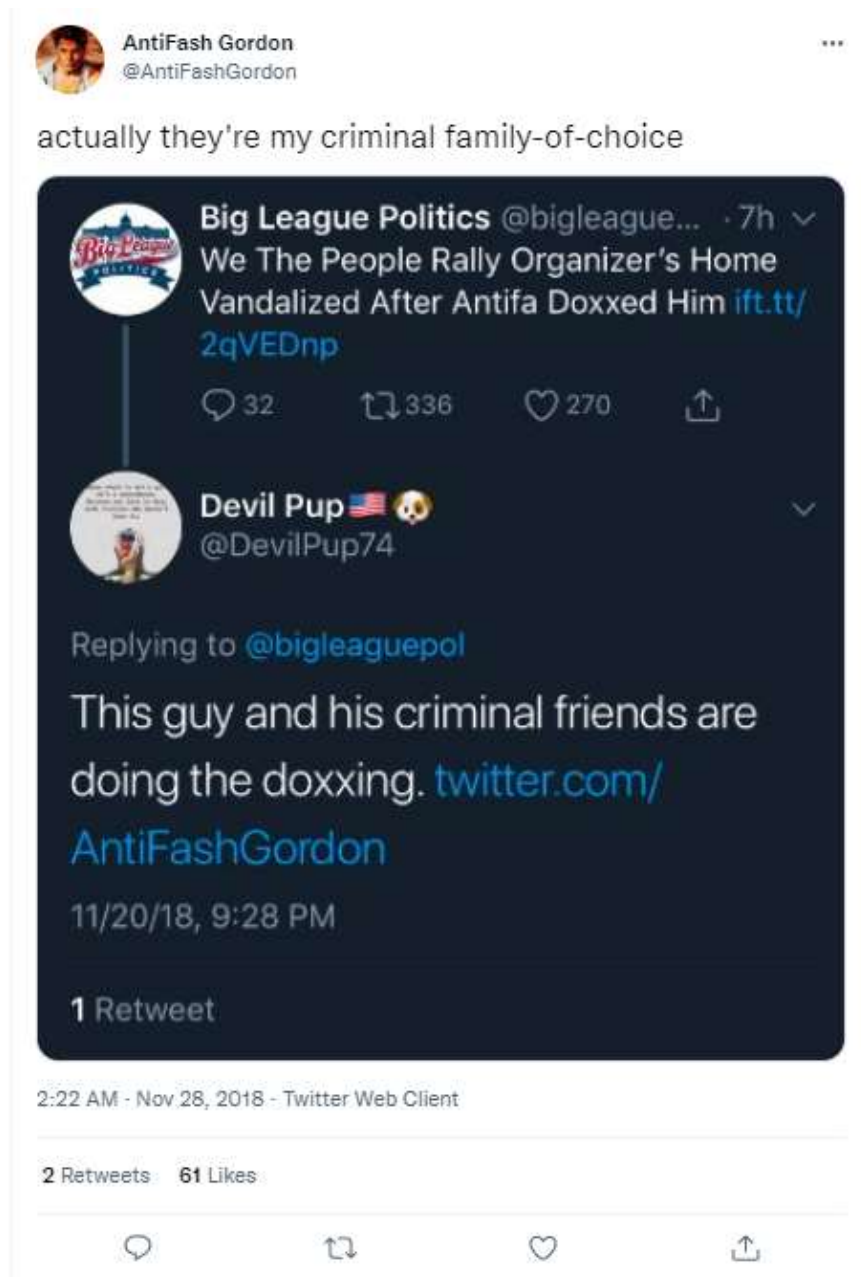 AntiFash Gordon
@AntiFashGordon
actually they're my criminal family-of-choice
Big League Politics @bigleague... · 7h
Big League
POLITICS
We The People Rally Organizer's Home
Vandalized After Antifa Doxxed Him ift.tt/
2qVEDnp
32 336 270
Devil Pup🇺🇸🐶
@DevilPup74
Replying to @bigleaguepol
This guy and his criminal friends are
doing the doxxing. twitter.com/
AntiFashGordon
11/20/18, 9:28 PM
1 Retweet
2:22 AM · Nov 28, 2018 · Twitter Web Client
2 Retweets 61 Likes